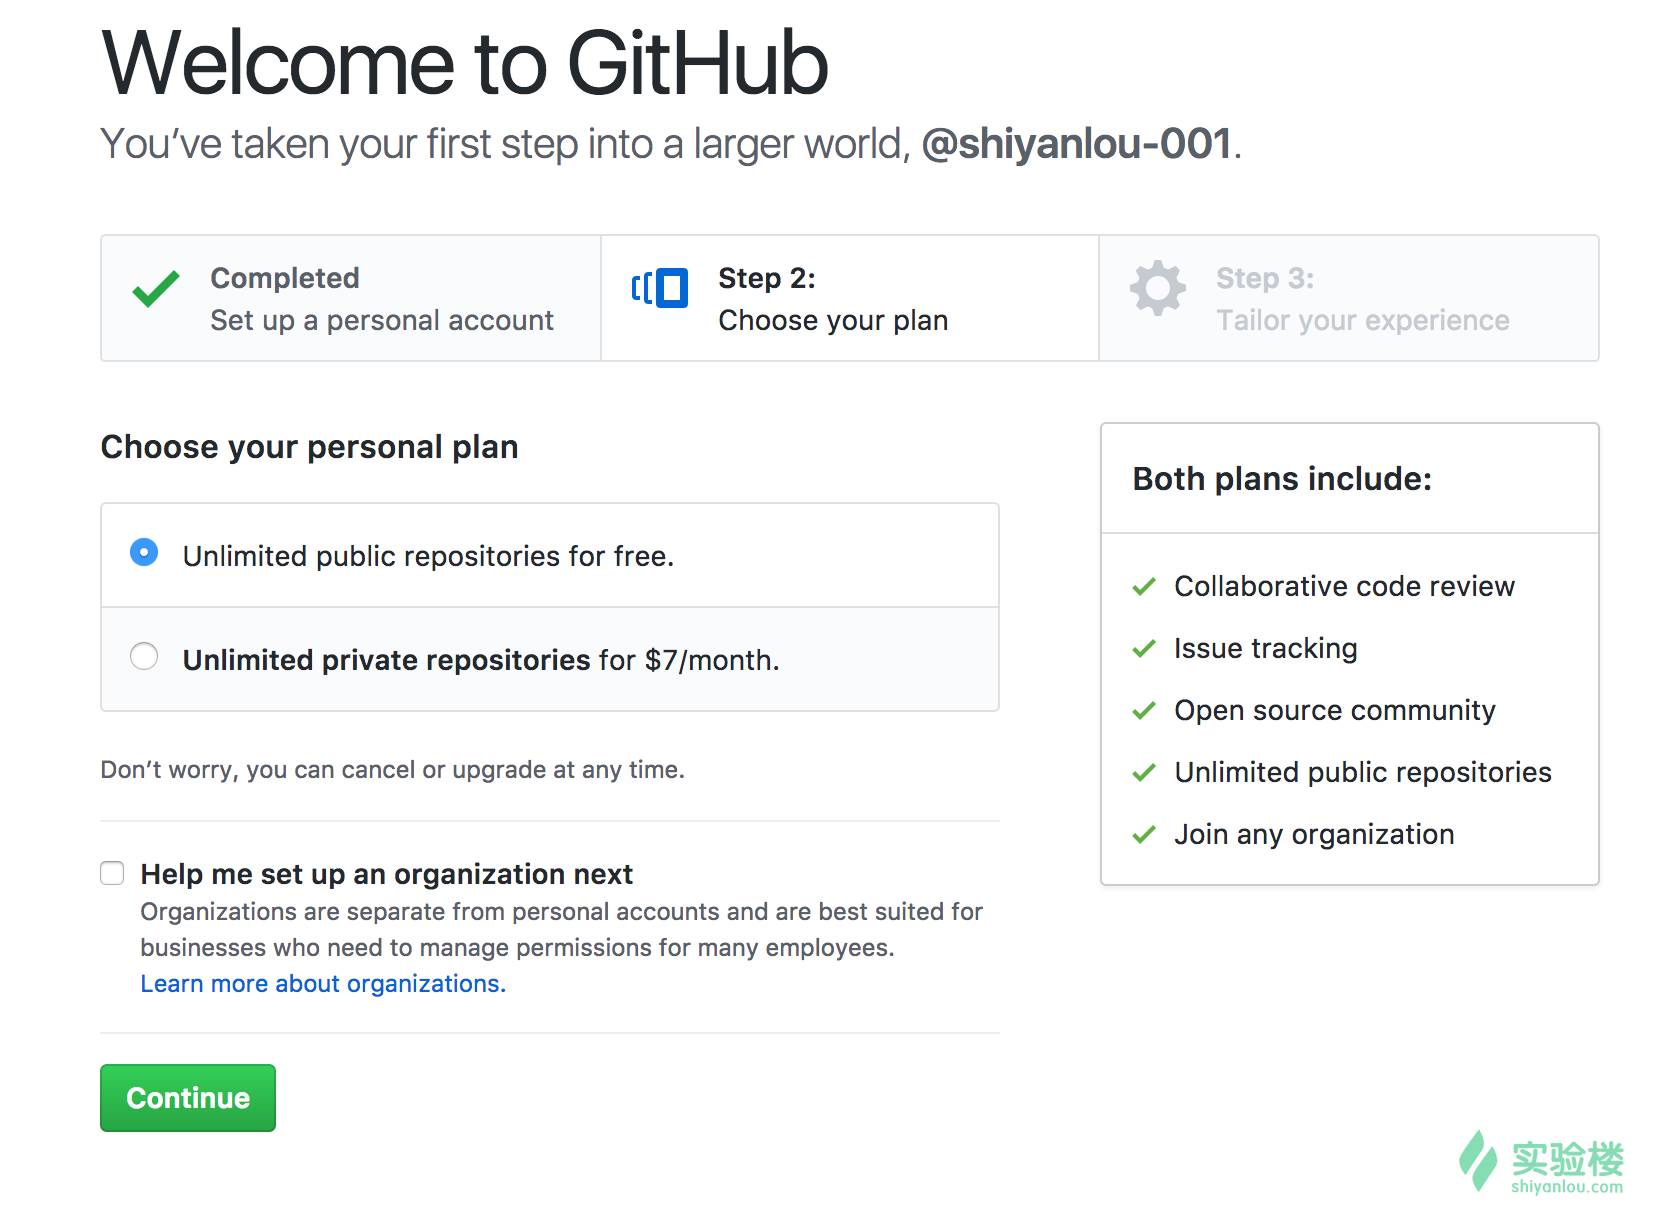 Welcome to GitHub
You’ve taken your first step into a larger world, @shiyanlou-001.
Completed
Set up a personal account
Step 2:
Choose your plan
Step 3:
Tailor your experience
Choose your personal plan
Unlimited public repositories for free.
Unlimited private repositories for $7/month.
Don’t worry, you can cancel or upgrade at any time.
Help me set up an organization next
Organizations are separate from personal accounts and are best suited for
businesses who need to manage permissions for many employees.
Learn more about organizations.
Continue
Both plans include:
Collaborative code review
Issue tracking
Open source community
Unlimited public repositories
Join any organization
实验楼
shiyanlou.com